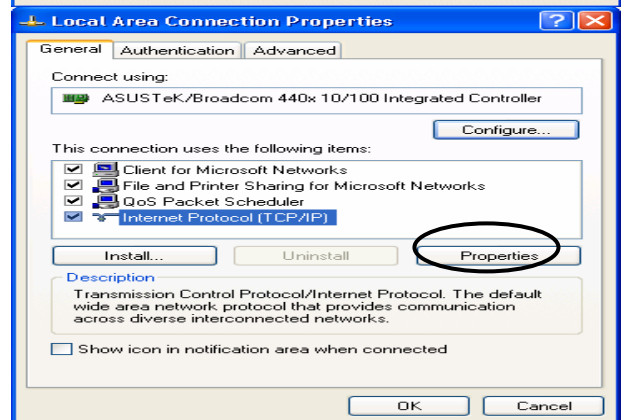 Local Area Connection Properties
General Authentication Advanced
Connect using:
ASUSTeK/Broadcom 440x 10/100 Integrated Controller
Configure...
This connection uses the following items:
Client for Microsoft Networks
File and Printer Sharing for Microsoft Networks
QoS Packet Scheduler
Internet Protocol (TCP/IP)
Install... Uninstall Properties
Description
Transmission Control Protocol/Internet Protocol. The default
wide area network protocol that provides communication
across diverse interconnected networks.
Show icon in notification area when connected
OK Cancel